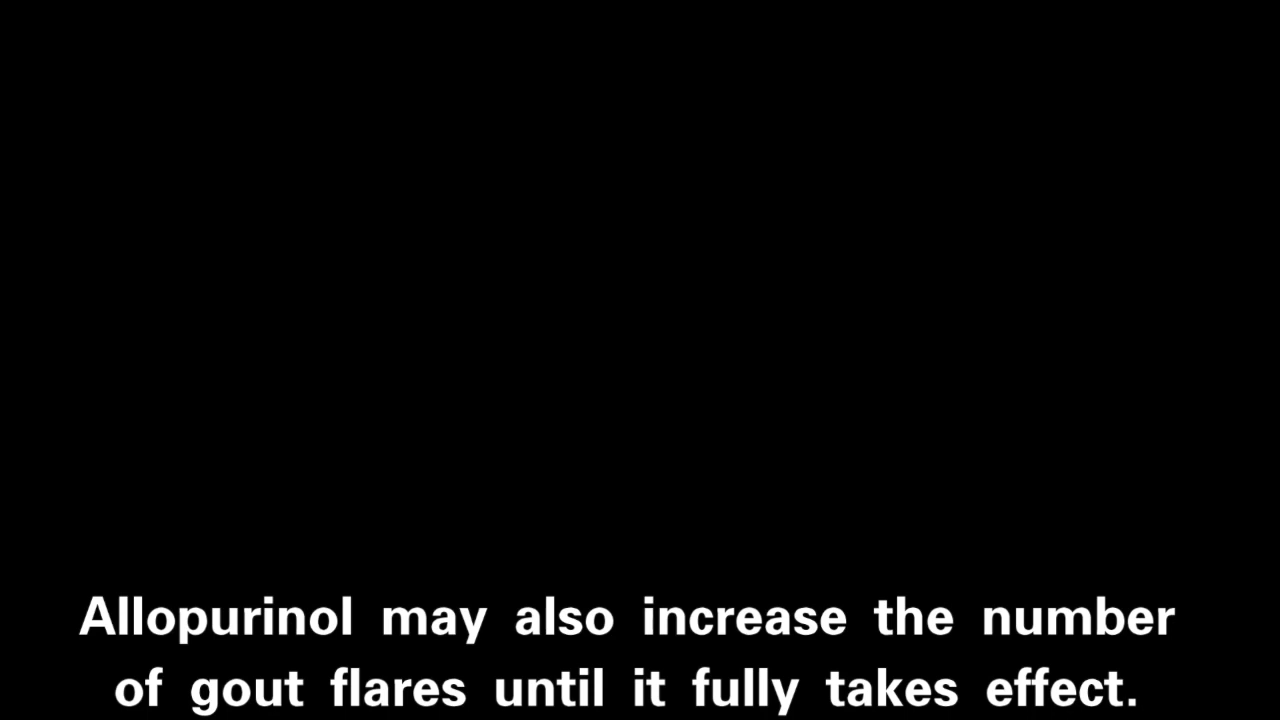 Allopurinol may also increase the number
of gout flares until it fully takes effect.